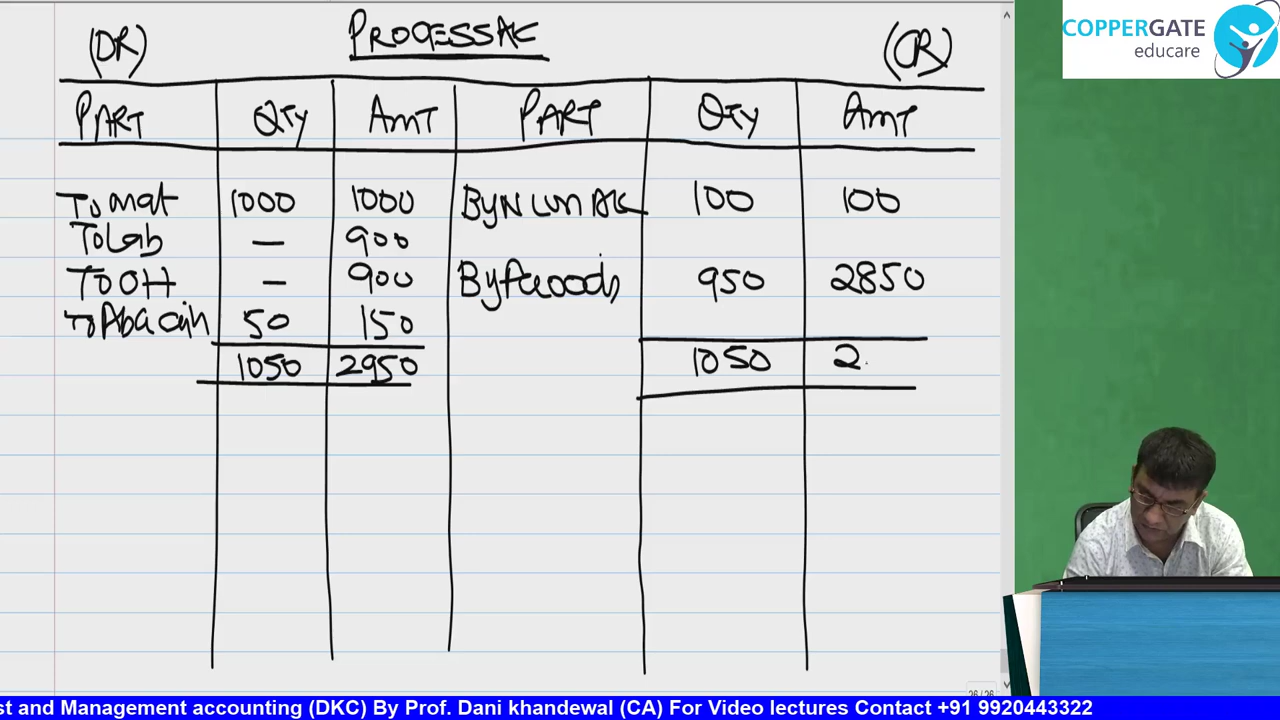 (DR) PROCESS A/C (CR)
COPPERGATE
educare
PART QTY AMT PART QTY AMT
To mat 1000 1000 By N Loss A/c 100 100
To Lab — 900
To OH — 900 By F Goods 950 2850
To Ab Gain 50 150
1050 2950 1050 2
st and Management accounting (DKC) By Prof. Dani khandewal (CA) For Video lectures Contact +91 9920443322